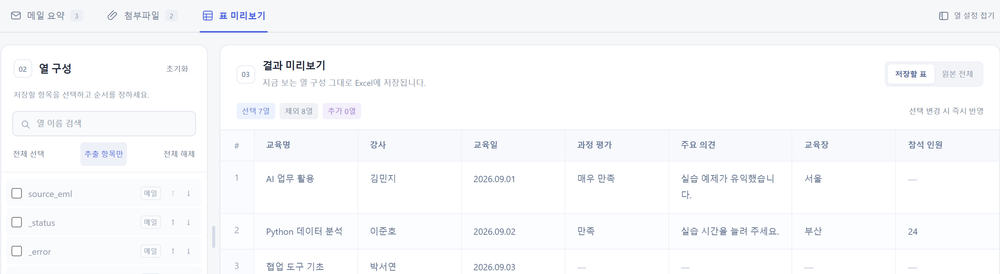 메일 요약 3 첨부파일 2 표 미리보기 열 설정 접기
02 열 구성 초기화
저장할 항목을 선택하고 순서를 정하세요.
열 이름 검색
전체 선택 추출 항목만 전체 해제
source_eml 메일 ↑ ↓
_status 메일 ↑ ↓
_error 메일 ↑ ↓
03 결과 미리보기
지금 보는 열 구성 그대로 Excel에 저장됩니다.
저장할 표 원본 전체
선택 7열 제외 8열 추가 0열 선택 변경 시 즉시 반영
# 교육명 강사 교육일 과정 평가 주요 의견 교육장 참석 인원
1 AI 업무 활용 김민지 2026.09.01 매우 만족 실습 예제가 유익했습니 서울 —
다.
2 Python 데이터 분석 이준호 2026.09.02 만족 실습 시간을 늘려 주세요. 부산 24
3 협업 도구 기초 박서연 2026.09.03 — — — —